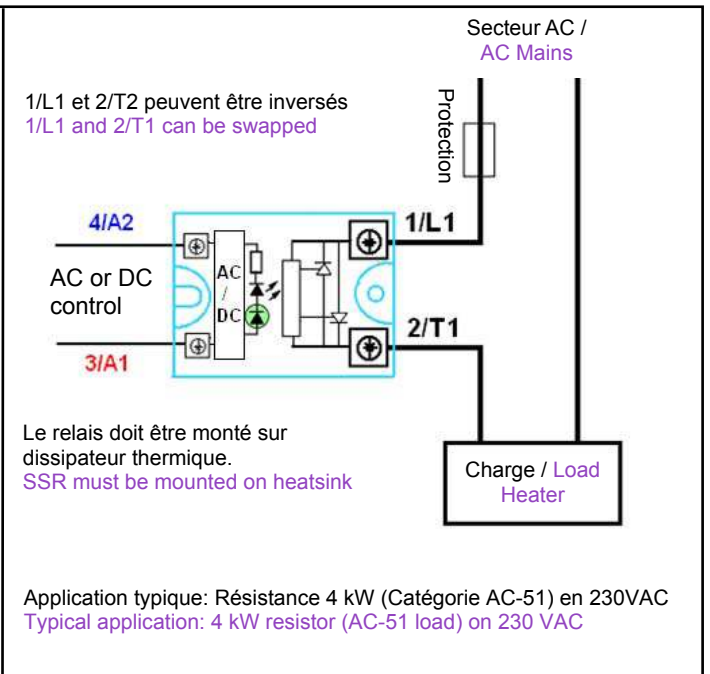 Secteur AC /
AC Mains
1/L1 et 2/T2 peuvent être inversés
1/L1 and 2/T1 can be swapped
Protection
4/A2
1/L1
AC or DC
control
AC
/
DC
2/T1
3/A1
Le relais doit être monté sur
dissipateur thermique.
SSR must be mounted on heatsink
Charge / Load
Heater
Application typique: Résistance 4 kW (Catégorie AC-51) en 230VAC
Typical application: 4 kW resistor (AC-51 load) on 230 VAC